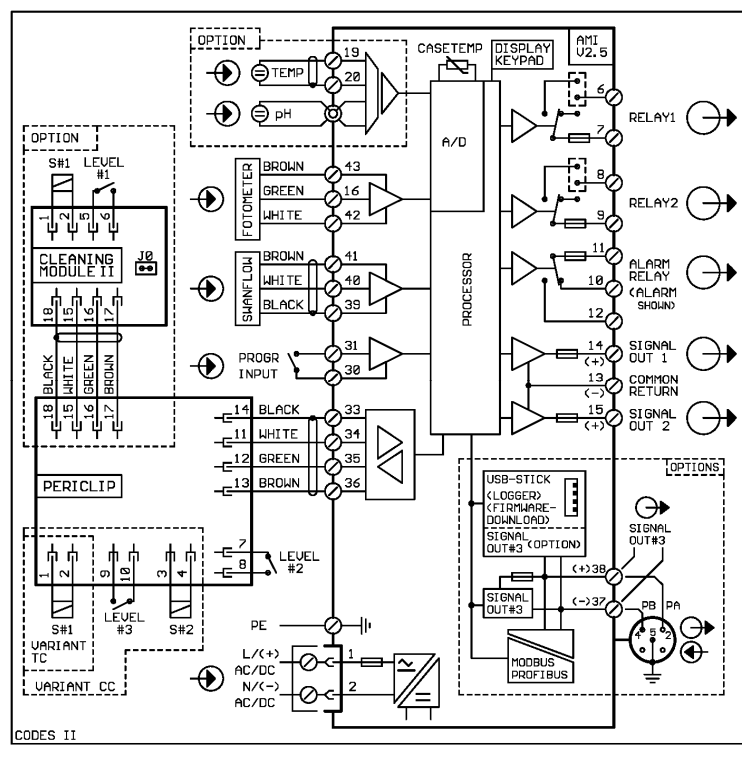 OPTION
19
CASETEMP
DISPLAY
KEYPAD
AMI
V2.5
TEMP
20
6
pH
7
RELAY1
A/D
OPTION
S#1
LEVEL
#1
1
2
5
6
BROWN
43
GREEN
16
WHITE
42
FOTOMETER
8
9
RELAY2
CLEANING
MODULE II
J0
BROWN
41
WHITE
40
BLACK
39
SWANFLOW
11
10
12
ALARM
RELAY
(ALARM
SHOWN)
PROCESSOR
18
15
16
17
BLACK
WHITE
GREEN
BROWN
18
15
16
17
PROGR
INPUT
31
30
14
(+)
SIGNAL
OUT 1
13
(-)
COMMON
RETURN
15
(+)
SIGNAL
OUT 2
14
BLACK
33
11
WHITE
34
12
GREEN
35
13
BROWN
36
PERICLIP
OPTIONS
USB-STICK
(LOGGER)
(FIRMWARE-
DOWNLOAD)
SIGNAL
OUT#3 (OPTION)
SIGNAL
OUT#3
7
8
LEVEL
#2
1
2
9
10
3
4
S#1
LEVEL
#3
S#2
VARIANT
TC
VARIANT CC
(+)38
(-)37
SIGNAL
OUT#3
PB
PA
4
5
2
MODBUS
PROFIBUS
PE
L/(+)
AC/DC
1
N/(-)
AC/DC
2
CODES II